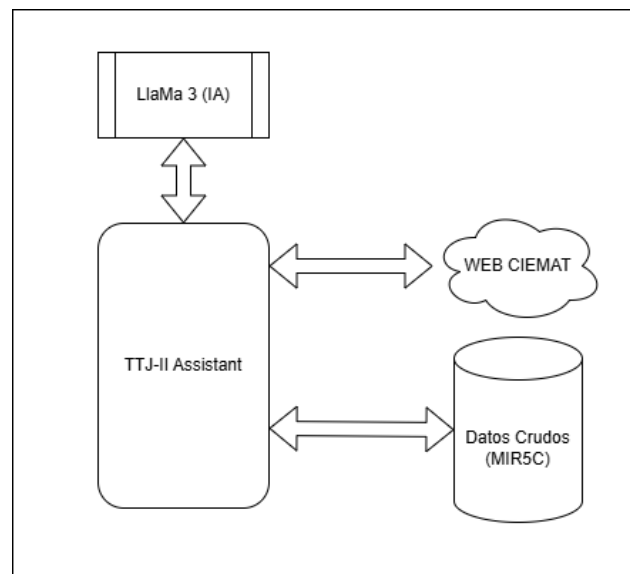 LlaMa 3 (IA)
WEB CIEMAT
TTJ-II Assistant
Datos Crudos
(MIR5C)